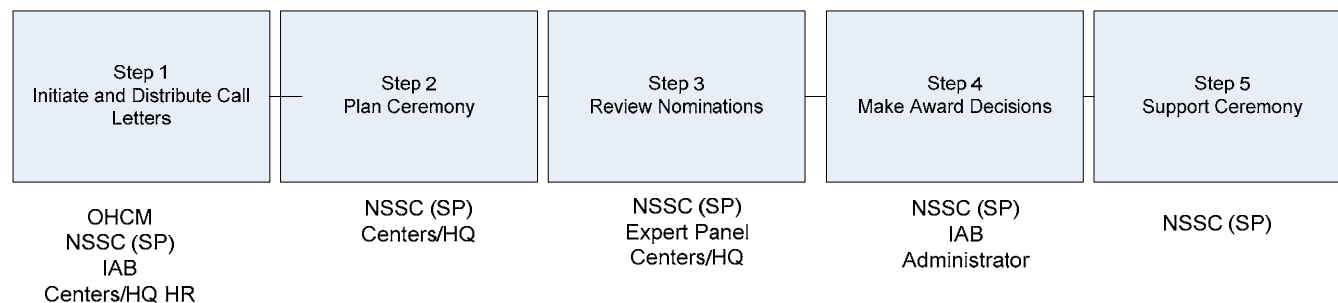 Step 1
Initiate and Distribute Call
Letters
Step 2
Plan Ceremony
Step 3
Review Nominations
Step 4
Make Award Decisions
Step 5
Support Ceremony
OHCM
NSSC (SP)
IAB
Centers/HQ HR
NSSC (SP)
Centers/HQ
NSSC (SP)
Expert Panel
Centers/HQ
NSSC (SP)
IAB
Administrator
NSSC (SP)